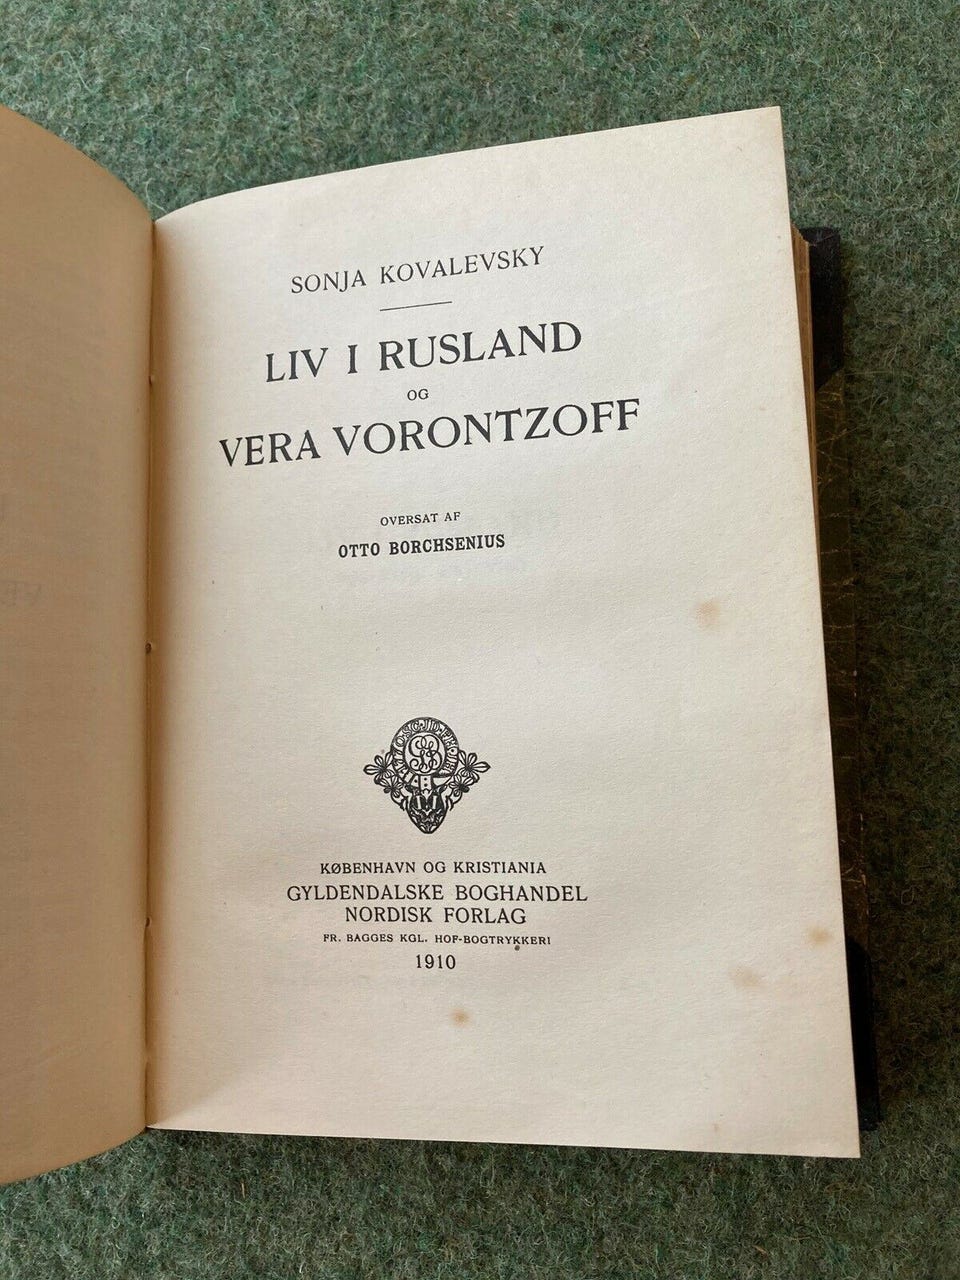 SONJA KOVALEVSKY
LIV I RUSLAND
OG
VERA VORONTZOFF
OVERSAT AF
OTTO BORCHSENIUS
KØBENHAVN OG KRISTIANIA
GYLDENDALSKE BOGHANDEL
NORDISK FORLAG
FR. BAGGES KGL. HOF-BOGTRYKKERI
1910